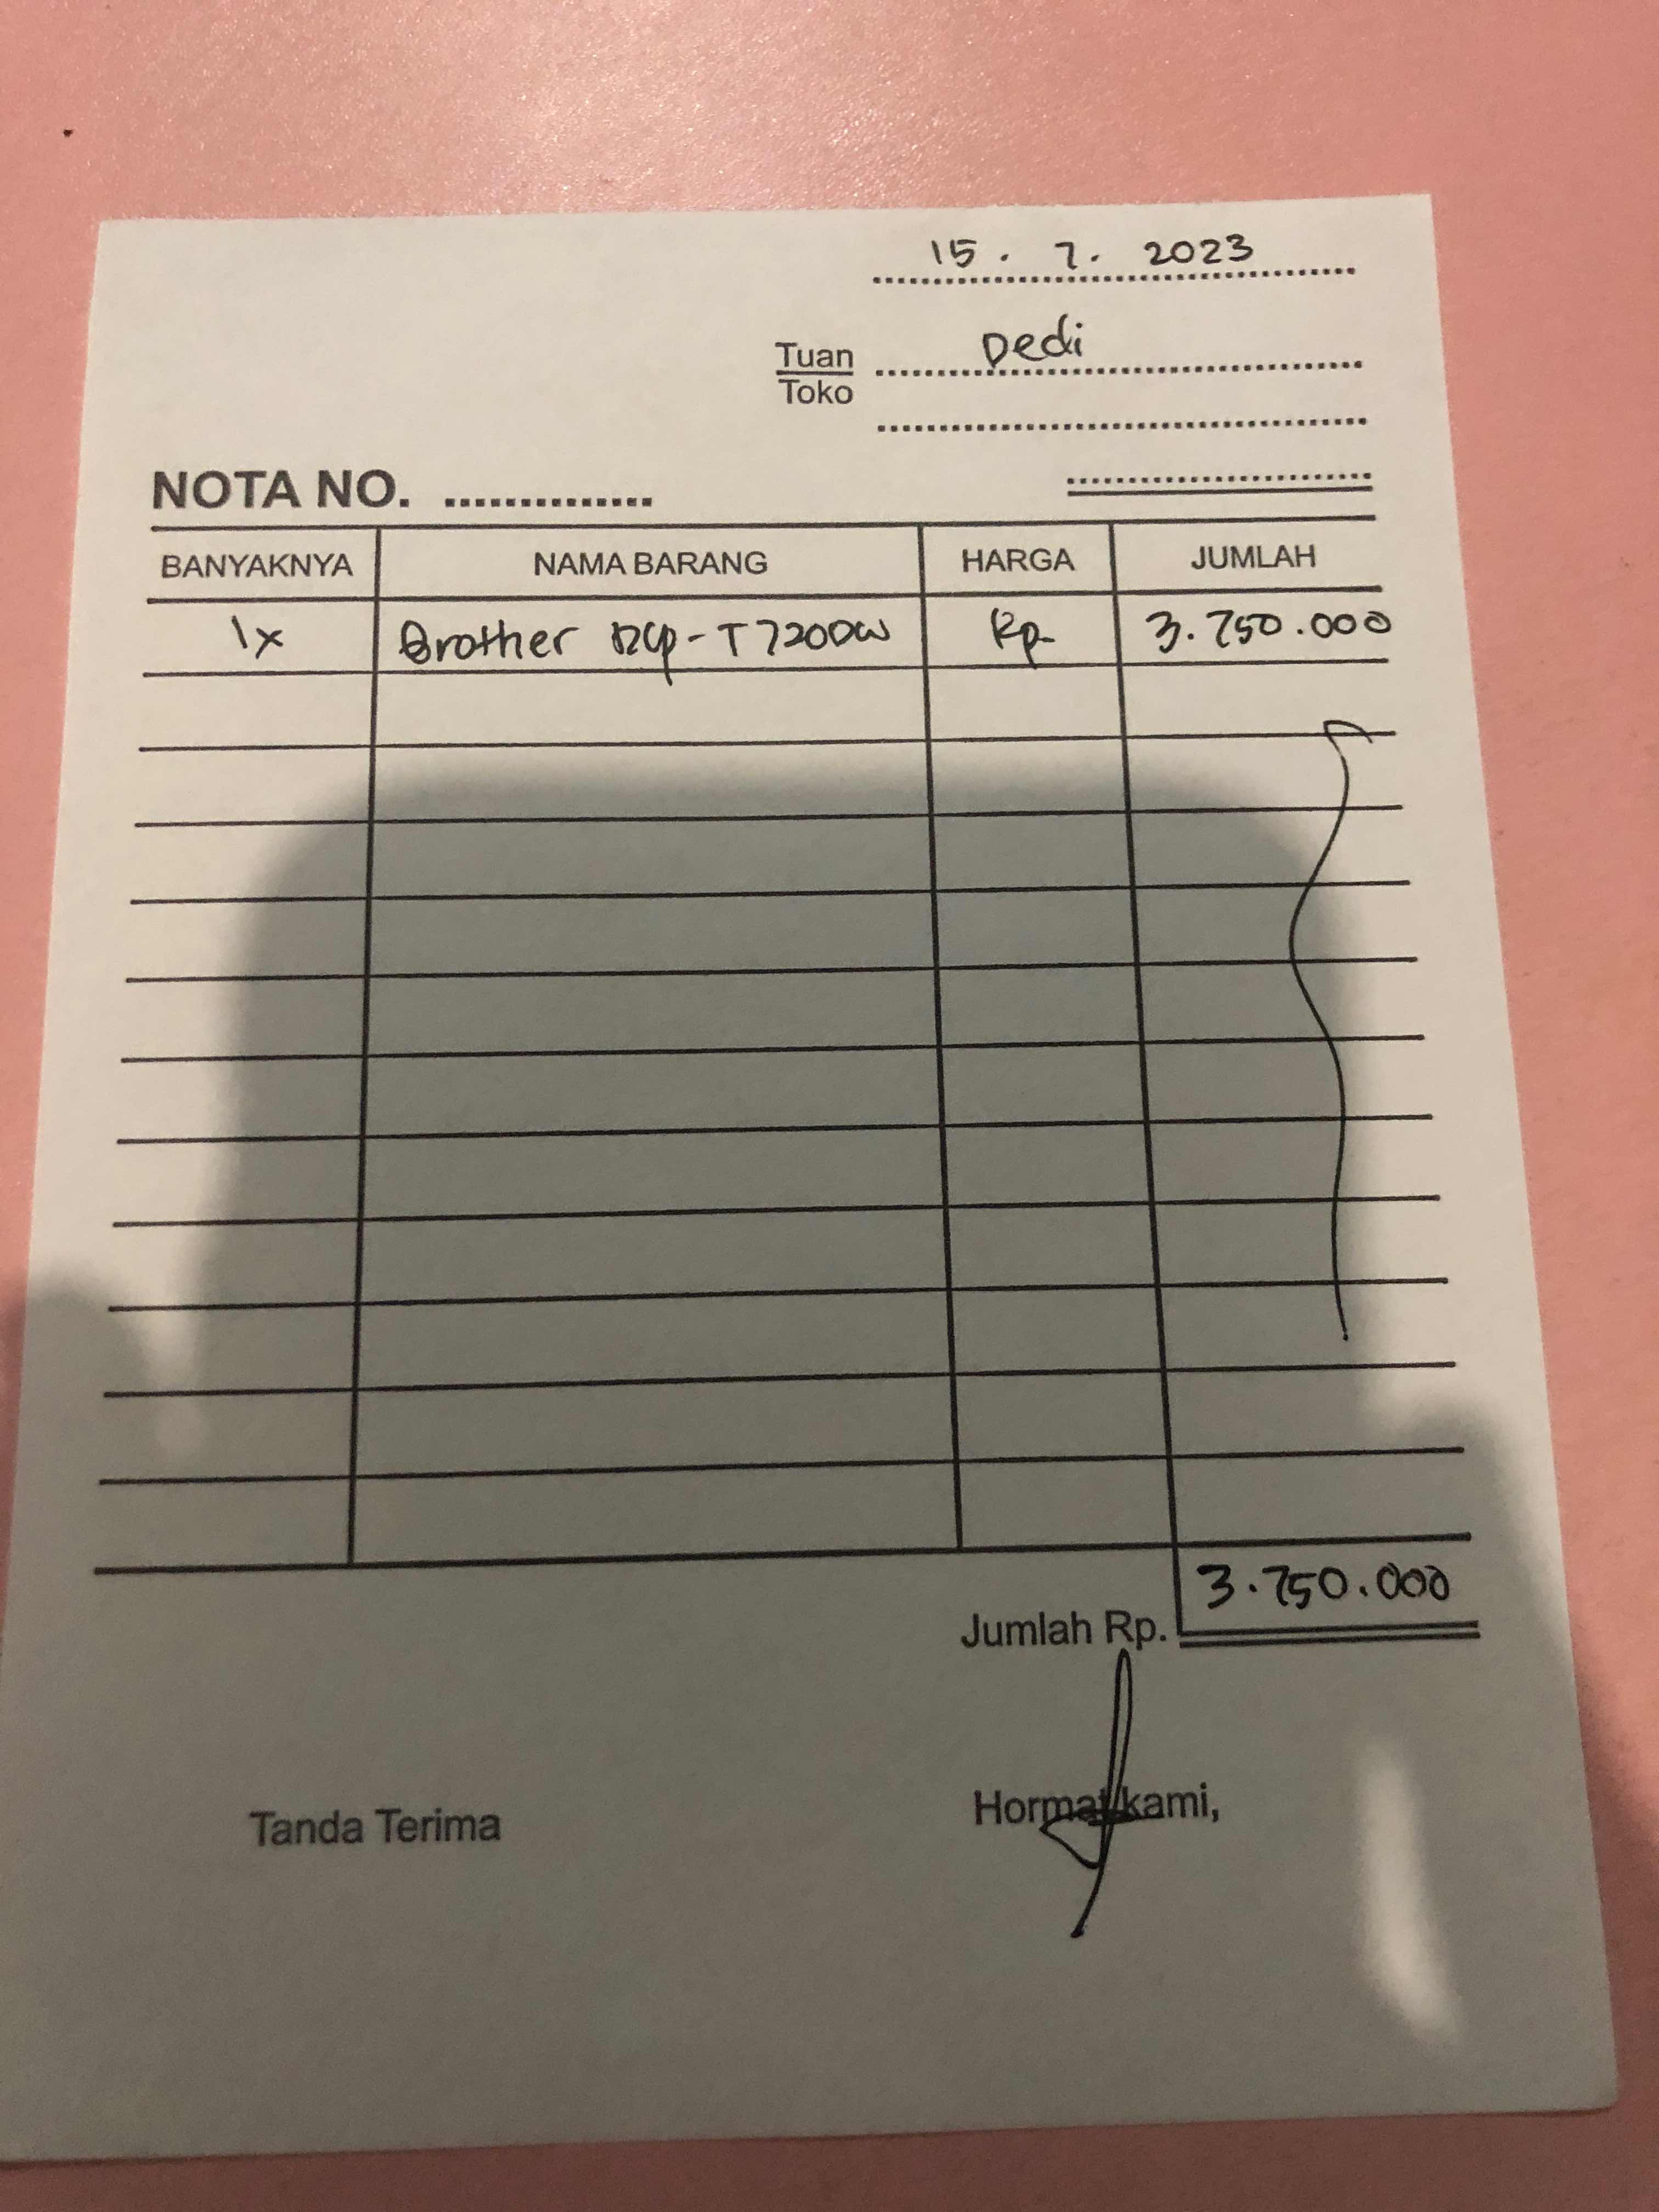 15. 7. 2023
Tuan Dedi
Toko
NOTA NO. ..............
BANYAKNYA NAMA BARANG HARGA JUMLAH
1x Brother DCP-T7200W Rp 3.750.000
3.750.000
Jumlah Rp.
Tanda Terima Hormat kami,